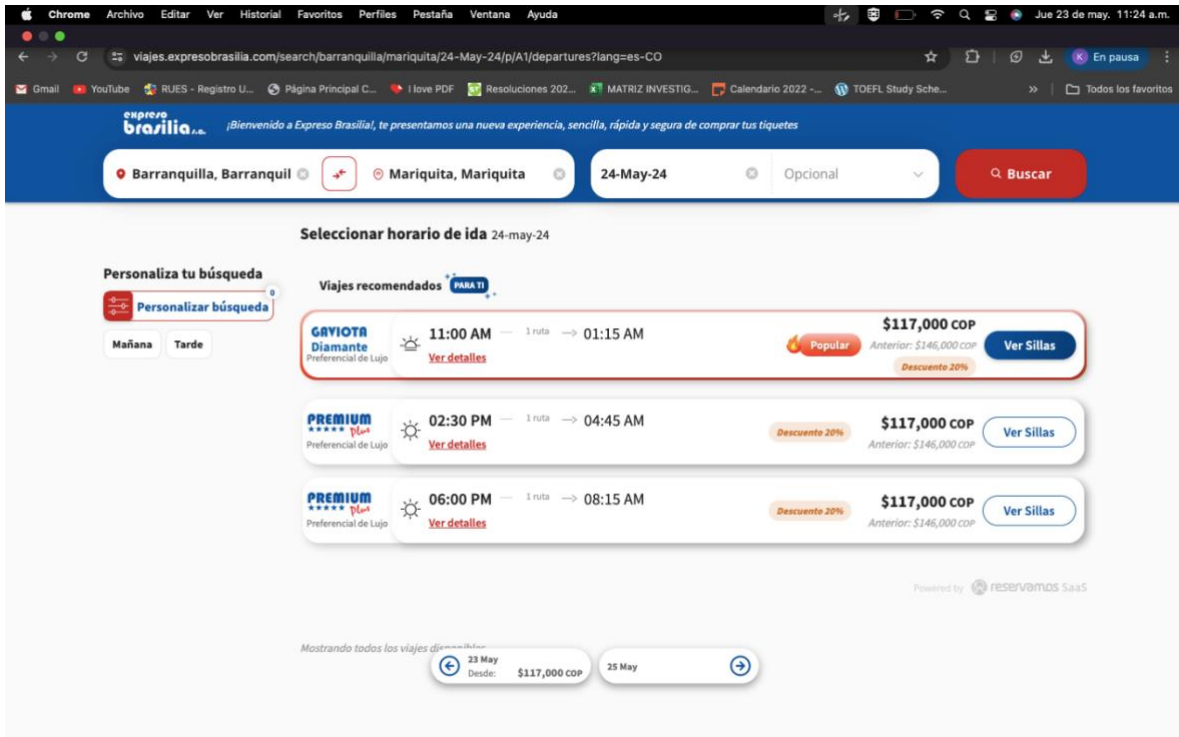 Chrome Archivo Editar Ver Historial Favoritos Perfiles Pestaña Ventana Ayuda Jue 23 de may. 11:24 a.m.
viajes.expresobrasilia.com/search/barranquilla/mariquita/24-May-24/p/A1/departures?lang=es-CO K En pausa
Gmail YouTube RUES - Registro U... Página Principal C... I love PDF Resoluciones 202... MATRIZ INVESTIG... Calendario 2022 -... TOEFL Study Sche... » Todos los favoritos
expreso
brasilia S.A. ¡Bienvenido a Expreso Brasilia!, te presentamos una nueva experiencia, sencilla, rápida y segura de comprar tus tiquetes
Barranquilla, Barranquil Mariquita, Mariquita 24-May-24 Opcional Buscar
Seleccionar horario de ida 24-may-24
Personaliza tu búsqueda
Personalizar búsqueda 0
Mañana Tarde
Viajes recomendados PARA TI
GAVIOTA
Diamante
Preferencial de Lujo
11:00 AM 1 ruta 01:15 AM
Ver detalles
Popular
$117,000 COP
Anterior: $146,000 COP
Descuento 20%
Ver Sillas
PREMIUM
Plus
Preferencial de Lujo
02:30 PM 1 ruta 04:45 AM
Ver detalles
Descuento 20%
$117,000 COP
Anterior: $146,000 COP
Ver Sillas
PREMIUM
Plus
Preferencial de Lujo
06:00 PM 1 ruta 08:15 AM
Ver detalles
Descuento 20%
$117,000 COP
Anterior: $146,000 COP
Ver Sillas
Powered by reservamos SaaS
Mostrando todos los viajes
23 May
Desde: $117,000 COP
25 May